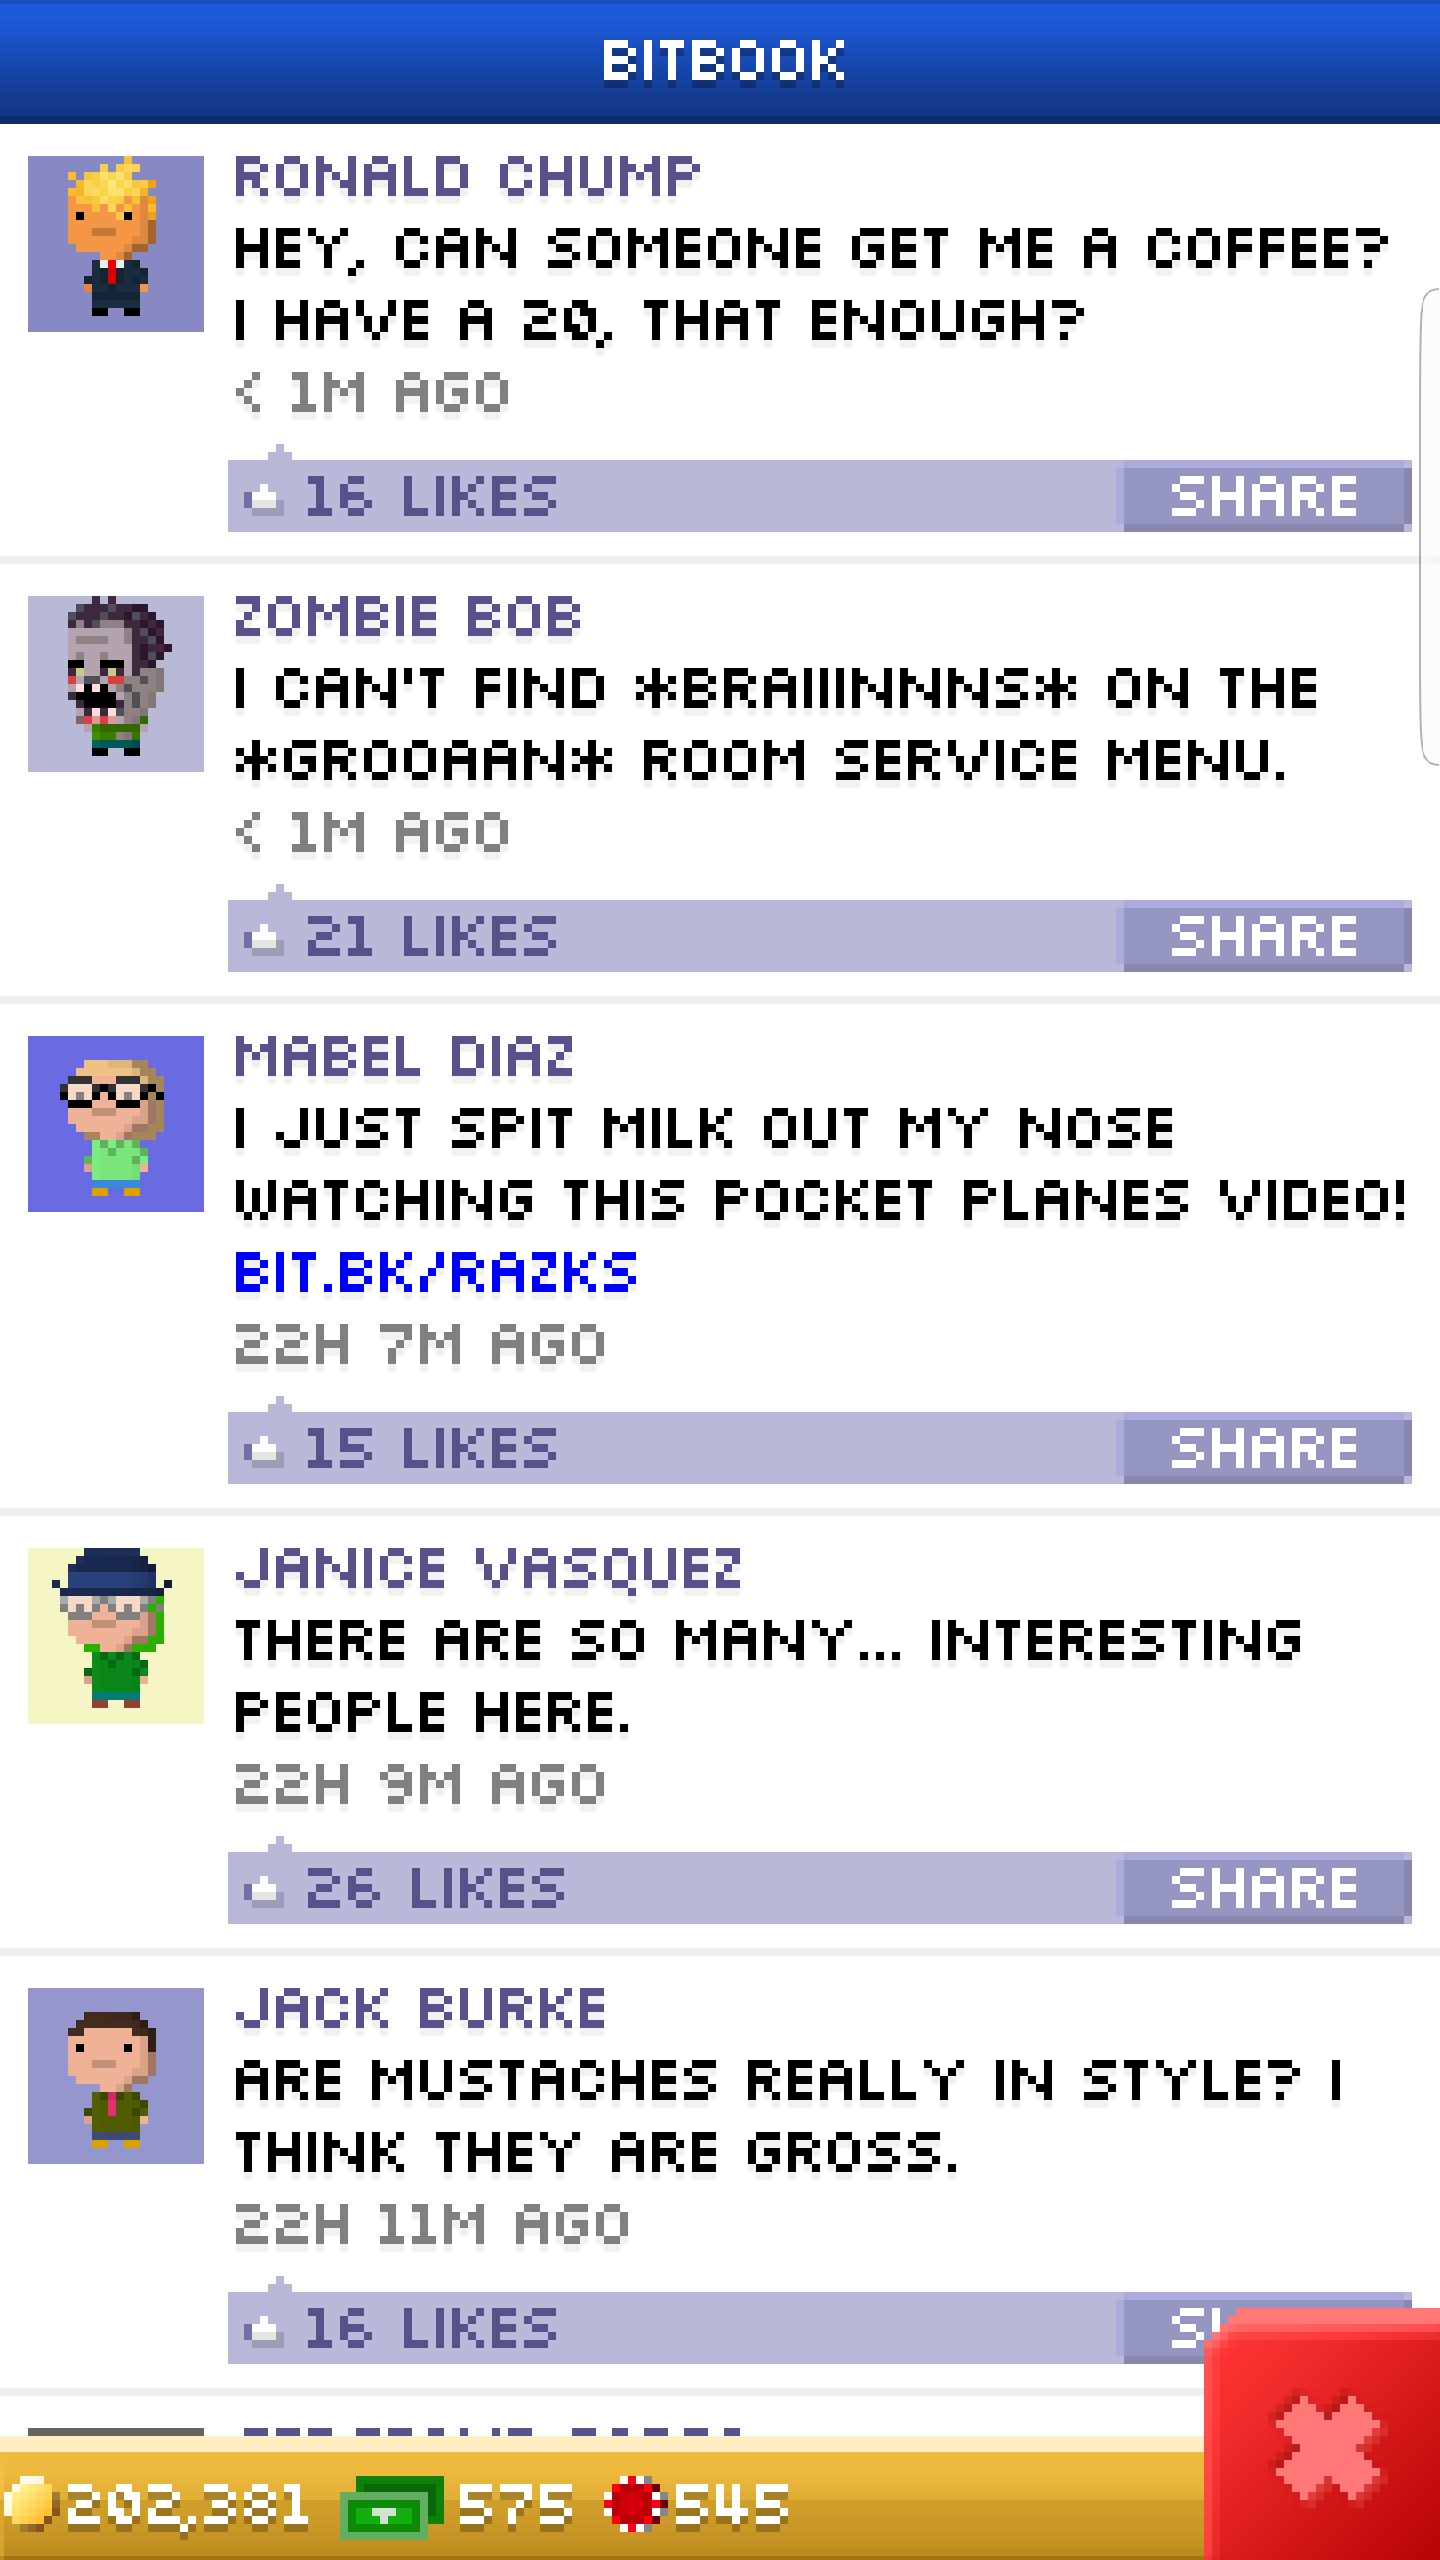 BITBOOK
RONALD CHUMP
HEY, CAN SOMEONE GET ME A COFFEE?
I HAVE A 20, THAT ENOUGH?
< 1M AGO
16 LIKES SHARE
ZOMBIE BOB
I CAN'T FIND *BRAIIINNNS* ON THE
*GROOAAN* ROOM SERVICE MENU.
< 1M AGO
21 LIKES SHARE
MABEL DIAZ
I JUST SPIT MILK OUT MY NOSE
WATCHING THIS POCKET PLANES VIDEO!
BIT.BK/RAZKS
22H 7M AGO
15 LIKES SHARE
JANICE VASQUEZ
THERE ARE SO MANY... INTERESTING
PEOPLE HERE.
22H 9M AGO
26 LIKES SHARE
JACK BURKE
ARE MUSTACHES REALLY IN STYLE? I
THINK THEY ARE GROSS.
22H 11M AGO
16 LIKES
202,381 575 545